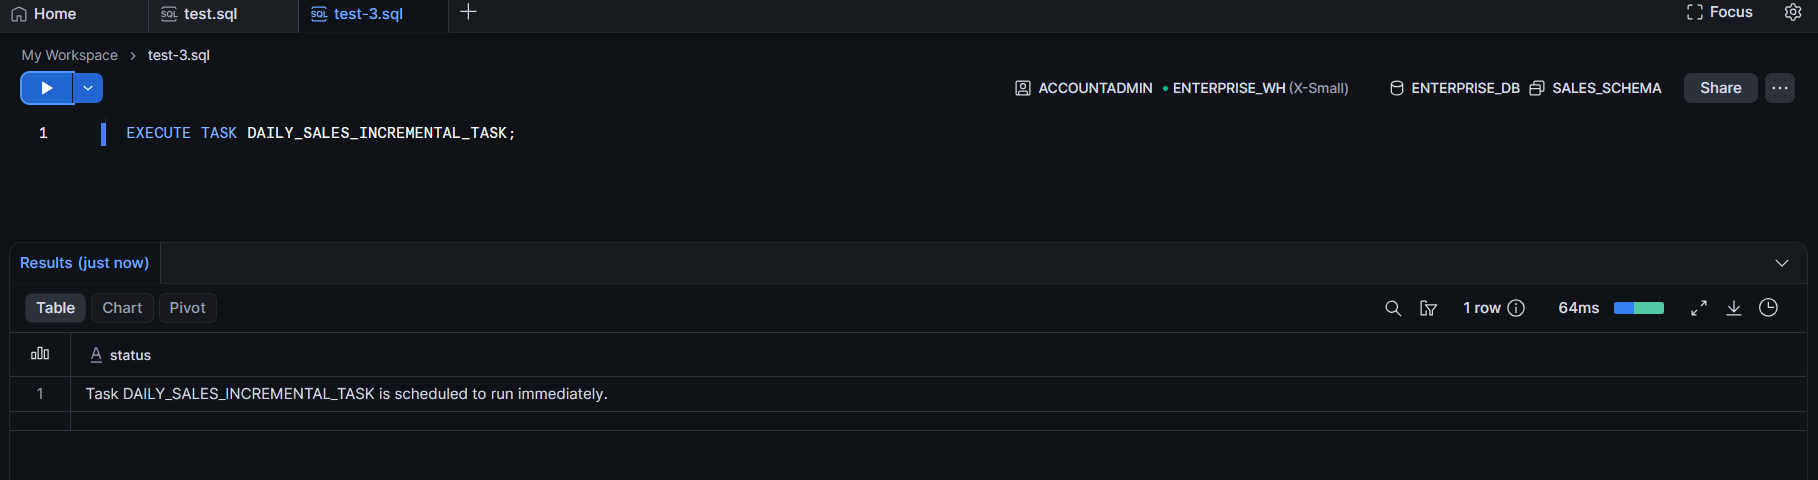 Home
SQL test.sql
SQL test-3.sql
Focus
My Workspace > test-3.sql
ACCOUNTADMIN ENTERPRISE_WH (X-Small) ENTERPRISE_DB SALES_SCHEMA Share ...
1 EXECUTE TASK DAILY_SALES_INCREMENTAL_TASK;
Results (just now)
Table Chart Pivot 1 row 64ms
A status
1 Task DAILY_SALES_INCREMENTAL_TASK is scheduled to run immediately.